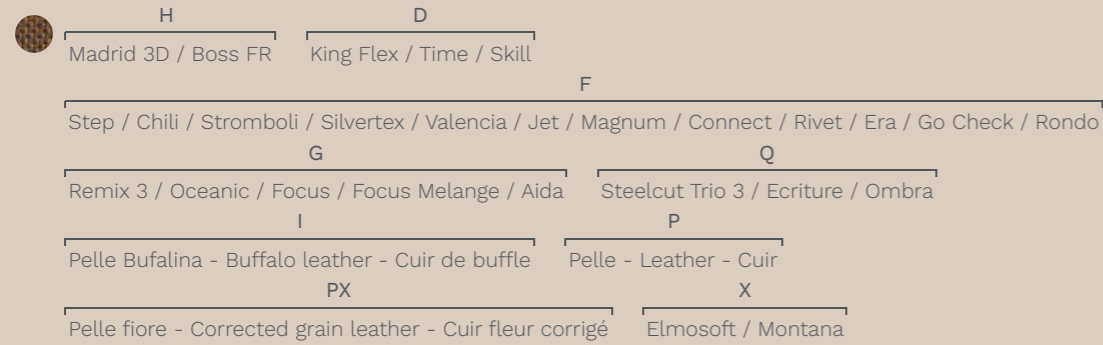 H D
Madrid 3D / Boss FR King Flex / Time / Skill
F
Step / Chili / Stromboli / Silvertex / Valencia / Jet / Magnum / Connect / Rivet / Era / Go Check / Rondo
G Q
Remix 3 / Oceanic / Focus / Focus Melange / Aida Steelcut Trio 3 / Ecriture / Ombra
I P
Pelle Bufalina - Buffalo leather - Cuir de buffle Pelle - Leather - Cuir
PX X
Pelle fiore - Corrected grain leather - Cuir fleur corrigé Elmosoft / Montana